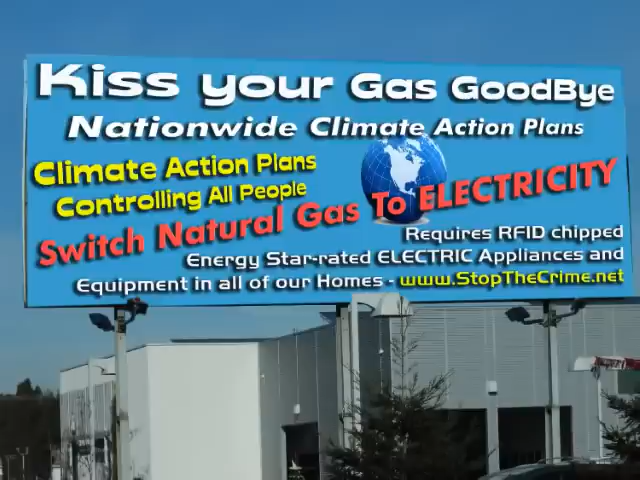 Kiss your Gas GoodBye
Nationwide Climate Action Plans
Climate Action Plans
Controlling All People
Switch Natural Gas To ELECTRICITY
Requires RFID chipped
Energy Star-rated ELECTRIC Appliances and
Equipment in all of our Homes - www.StopTheCrime.net